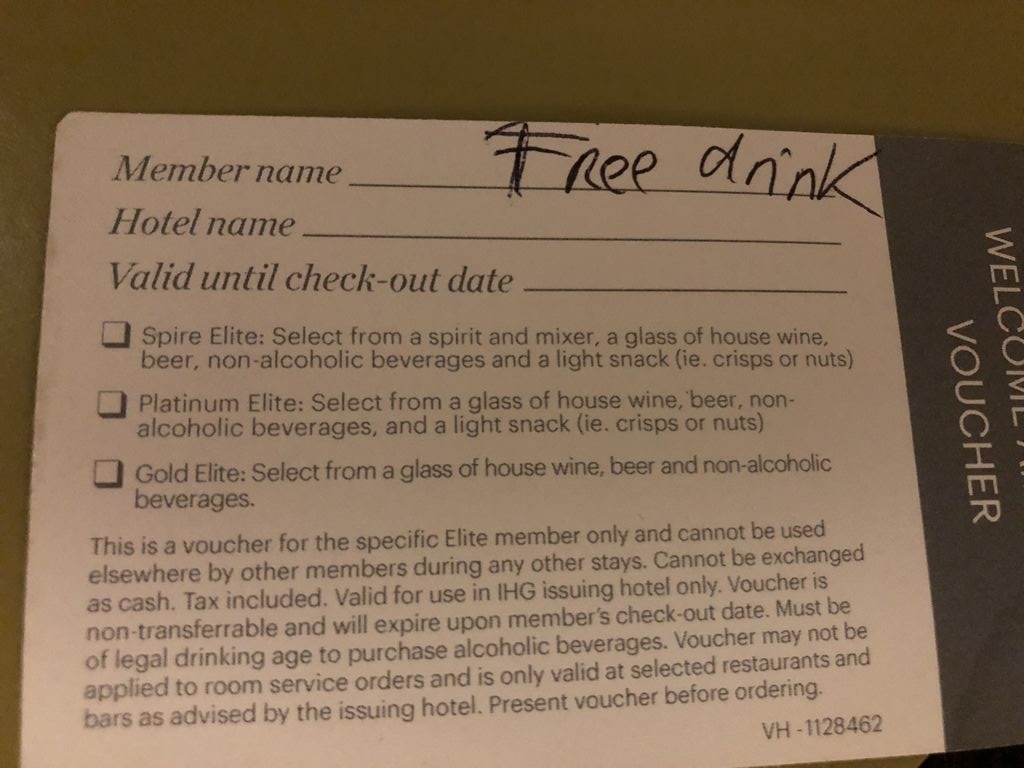 Member name Free drink
Hotel name
Valid until check-out date
Spire Elite: Select from a spirit and mixer, a glass of house wine,
beer, non-alcoholic beverages and a light snack (ie. crisps or nuts)
Platinum Elite: Select from a glass of house wine, beer, non-
alcoholic beverages, and a light snack (ie. crisps or nuts)
Gold Elite: Select from a glass of house wine, beer and non-alcoholic
beverages.
This is a voucher for the specific Elite member only and cannot be used
elsewhere by other members during any other stays. Cannot be exchanged
as cash. Tax included. Valid for use in IHG issuing hotel only. Voucher is
non-transferrable and will expire upon member's check-out date. Must be
of legal drinking age to purchase alcoholic beverages. Voucher may not be
applied to room service orders and is only valid at selected restaurants and
bars as advised by the issuing hotel. Present voucher before ordering.
VH - 1128462
WELCOME
VOUCHER